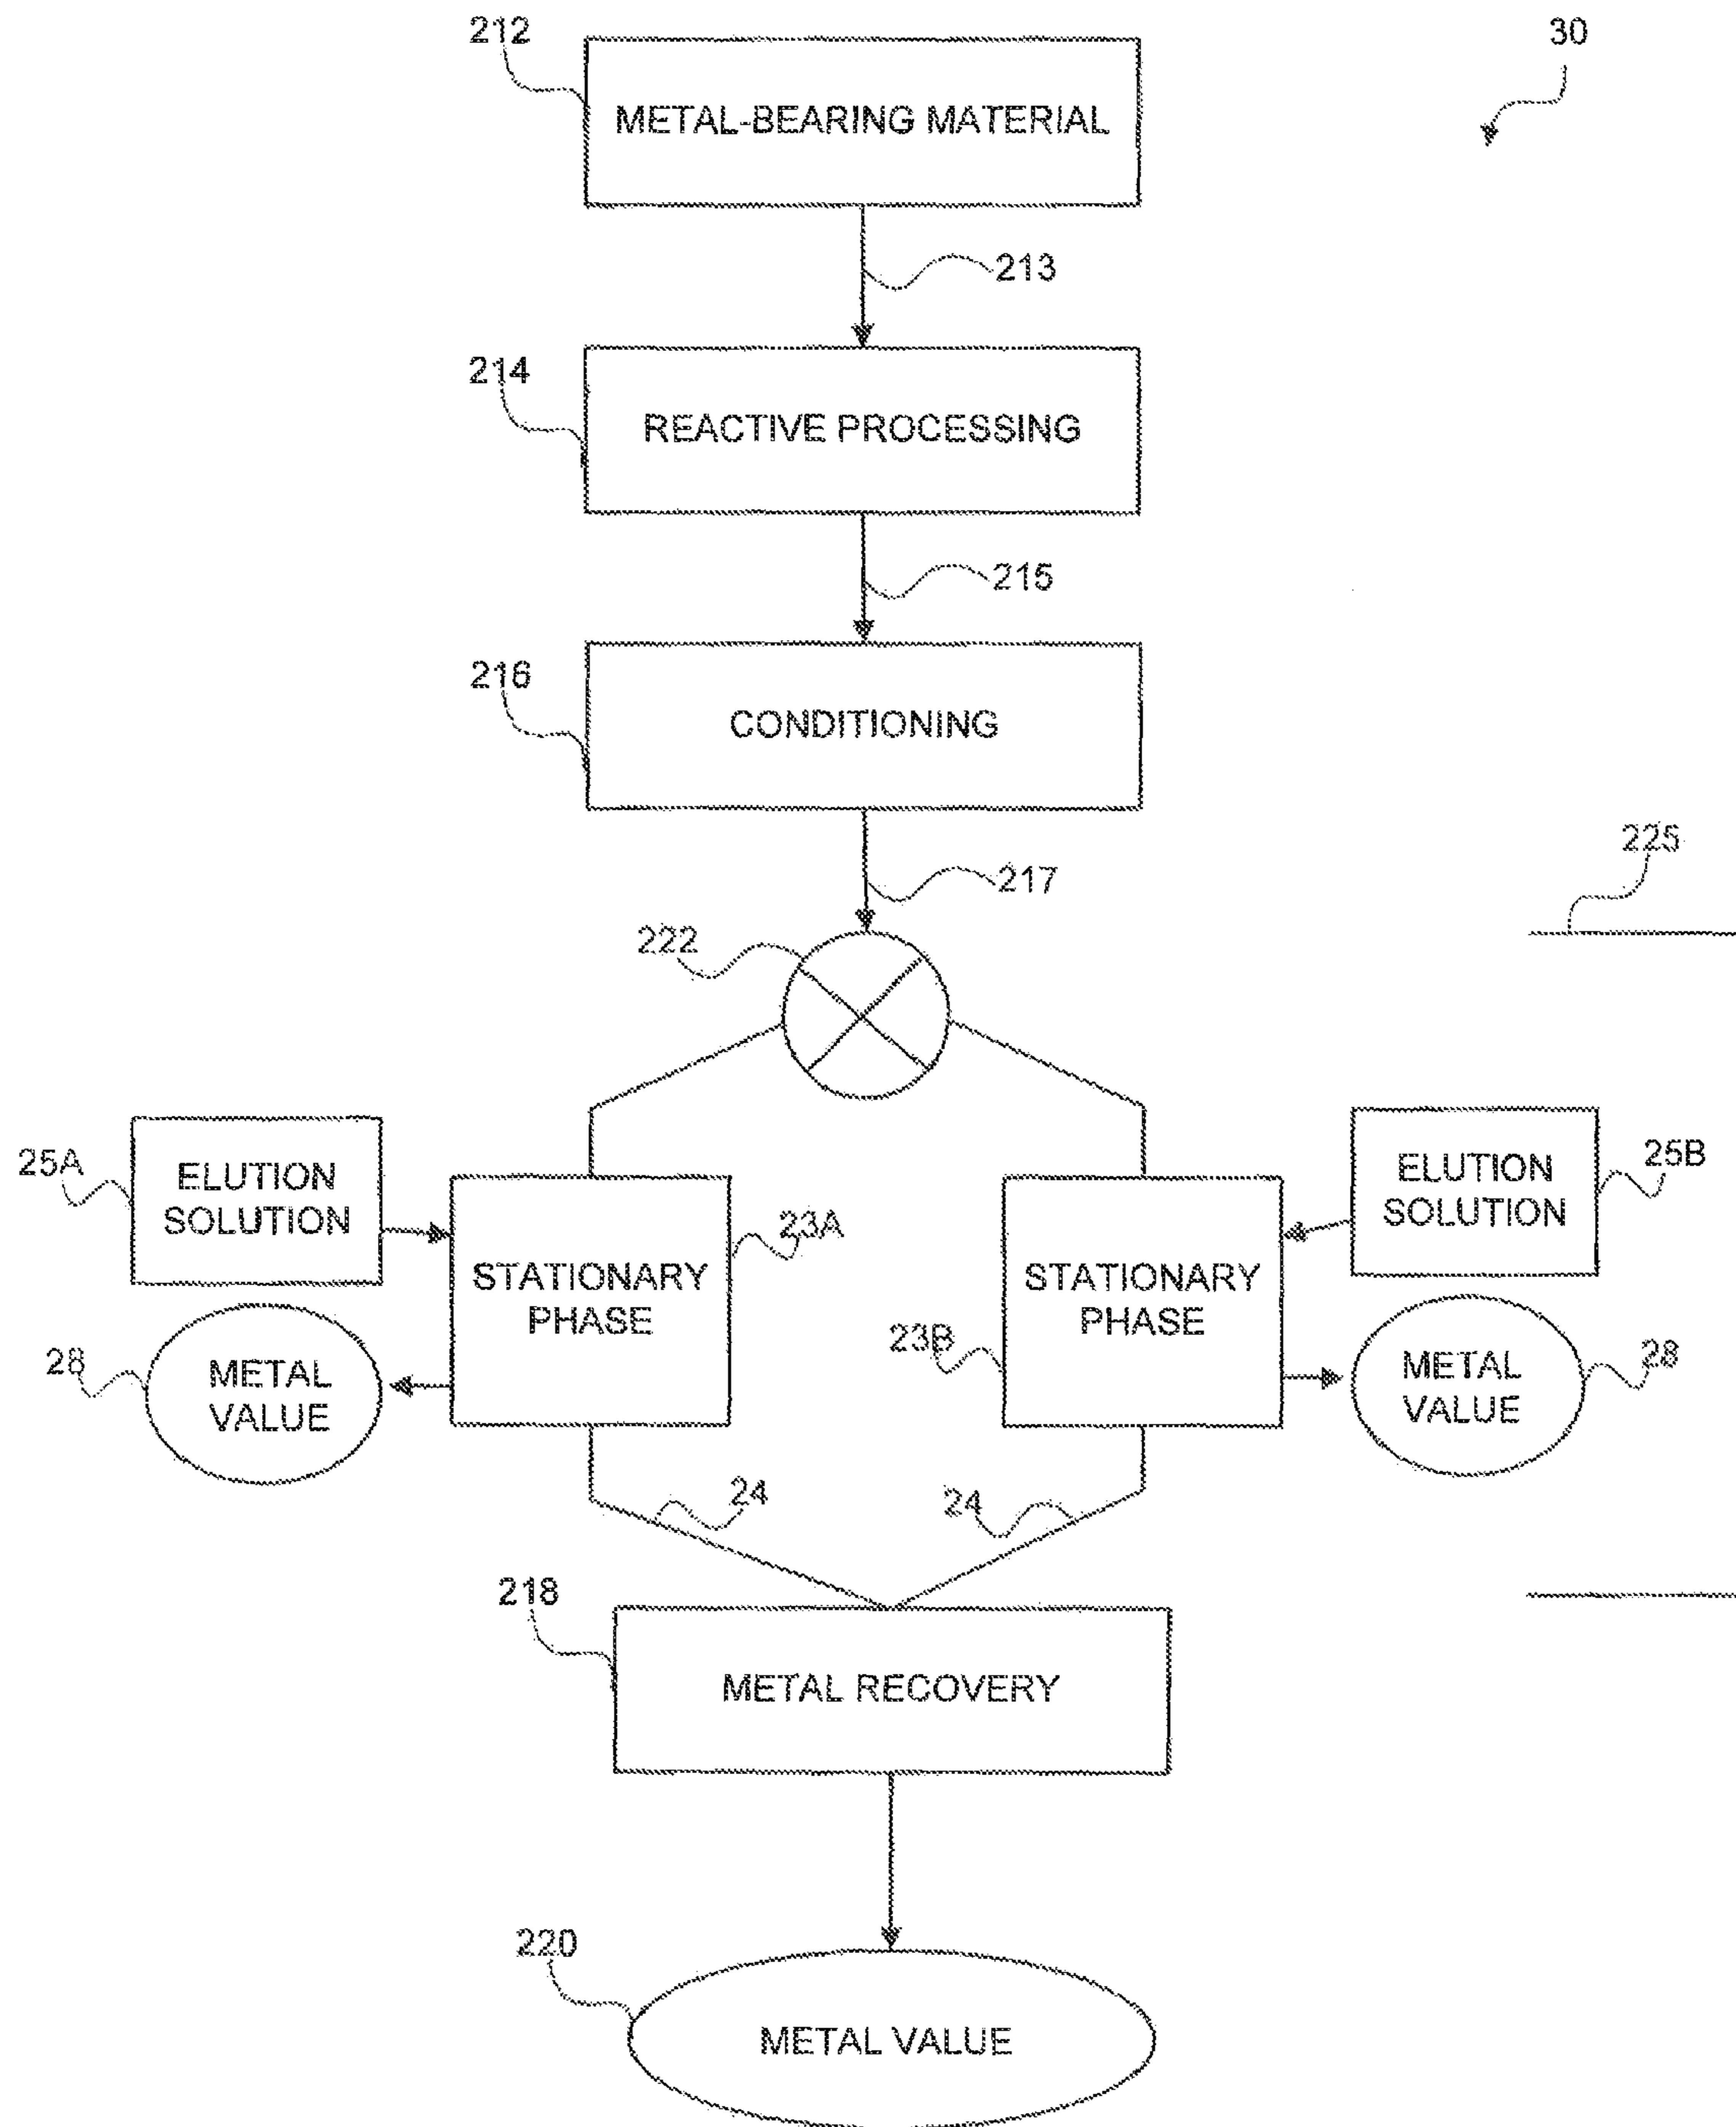 212
30
METAL-BEARING MATERIAL
213
214
REACTIVE PROCESSING
215
216
CONDITIONING
225
217
222
25A
ELUTION
SOLUTION
23A
STATIONARY
PHASE
28
METAL
VALUE
STATIONARY
PHASE
23B
ELUTION
SOLUTION
25B
METAL
VALUE
28
24
24
218
METAL RECOVERY
220
METAL VALUE